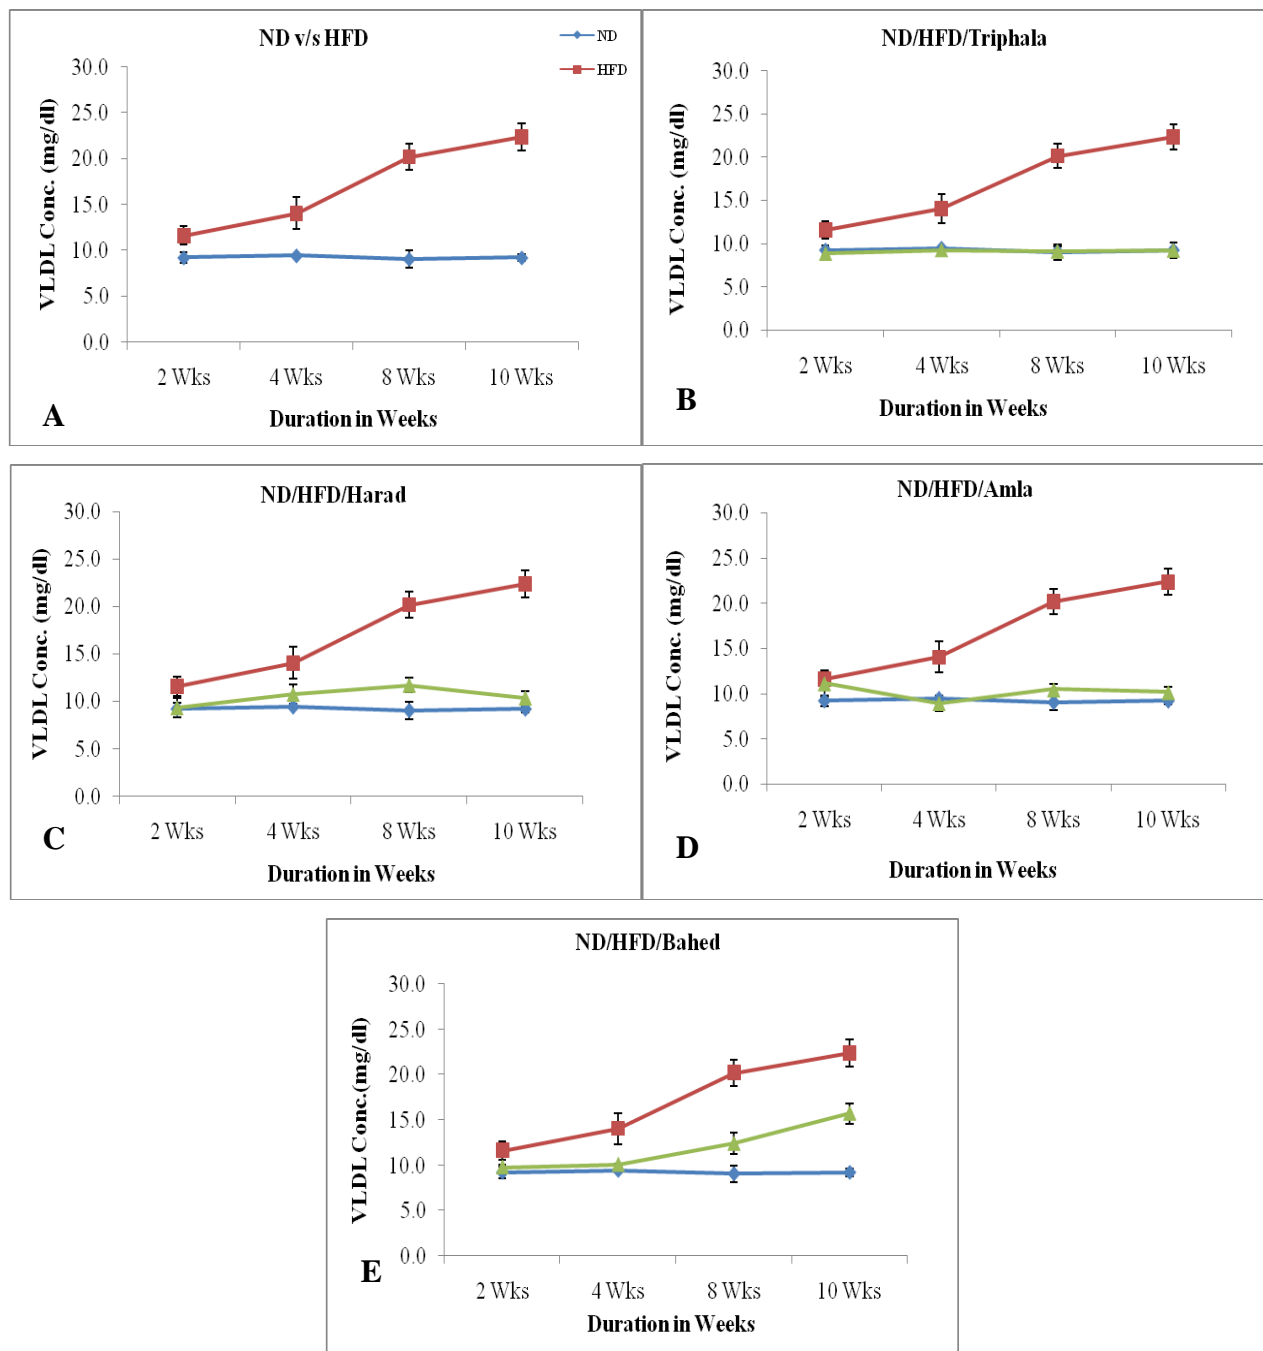 ND v/s HFD
ND
HFD
VLDL Conc. (mg/dl)
30.0
25.0
20.0
15.0
10.0
5.0
0.0
2 Wks 4 Wks 8 Wks 10 Wks
Duration in Weeks
A
ND/HFD/Triphala
VLDL Conc. (mg/dl)
30.0
25.0
20.0
15.0
10.0
5.0
0.0
2 Wks 4 Wks 8 Wks 10 Wks
Duration in Weeks
B
ND/HFD/Harad
VLDL Conc. (mg/dl)
30.0
25.0
20.0
15.0
10.0
5.0
0.0
2 Wks 4 Wks 8 Wks 10 Wks
Duration in Weeks
C
ND/HFD/Amla
VLDL Conc. (mg/dl)
30.0
25.0
20.0
15.0
10.0
5.0
0.0
2 Wks 4 Wks 8 Wks 10 Wks
Duration in Weeks
D
ND/HFD/Bahed
VLDL Conc.(mg/dl)
30.0
25.0
20.0
15.0
10.0
5.0
0.0
2 Wks 4 Wks 8 Wks 10 Wks
Duration in Weeks
E